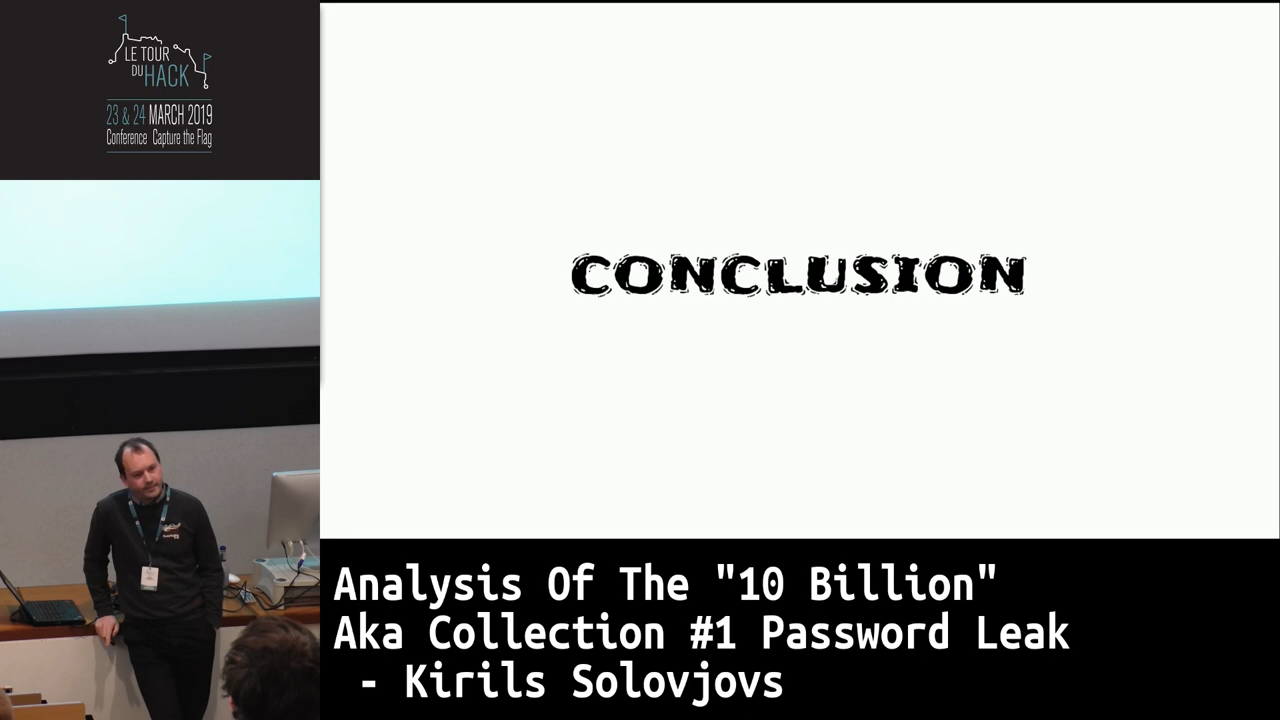 LE TOUR
DU HACK
23 & 24 MARCH 2019
Conference Capture the Flag
CONCLUSION
Analysis Of The "10 Billion"
Aka Collection #1 Password Leak
- Kirils Solovjovs